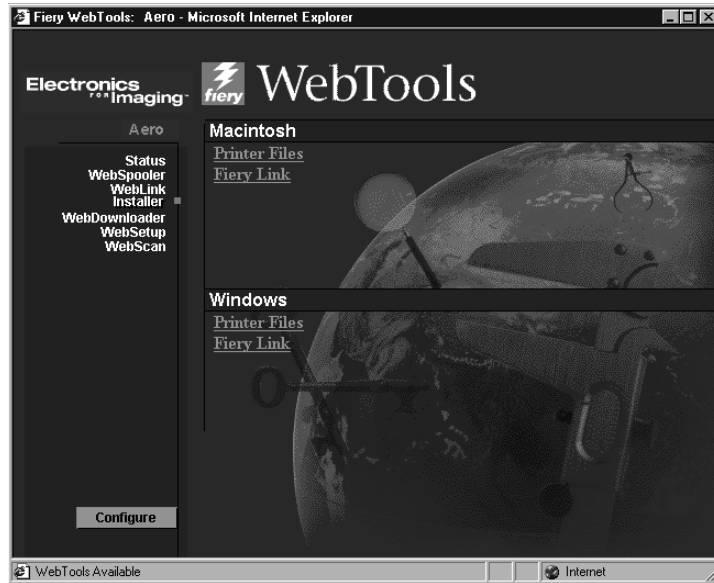 Fiery WebTools: Aero - Microsoft Internet Explorer
Electronics
FOR Imaging
fiery
WebTools
Aero
Status
WebSpooler
WebLink
Installer
WebDownloader
WebSetup
WebScan
Configure
Macintosh
Printer Files
Fiery Link
Windows
Printer Files
Fiery Link
WebTools Available
Internet